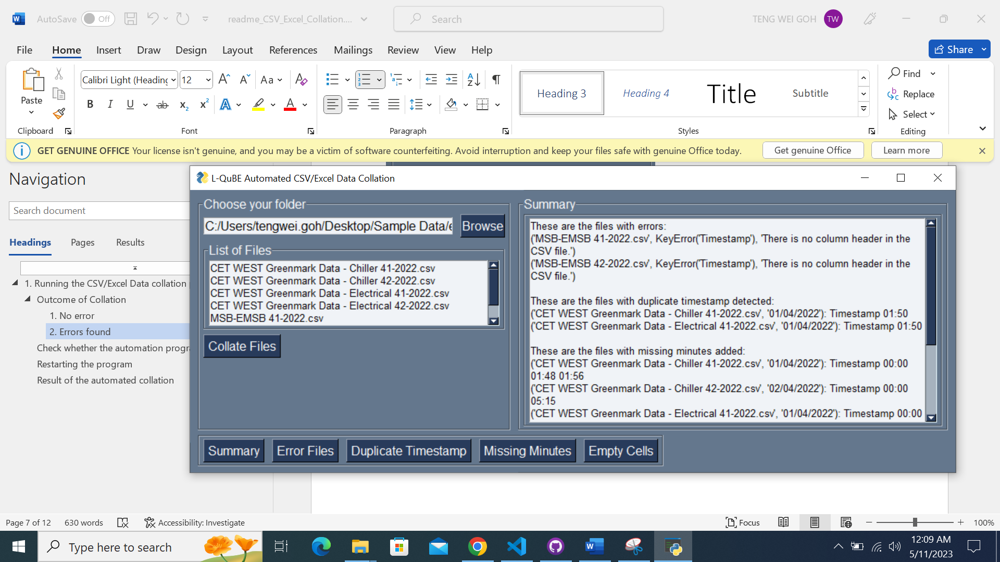 AutoSave Off readme_CSV_Excel_Collation.... Search TENG WEI GOH TW
File Home Insert Draw Design Layout References Mailings Review View Help Share
Paste
Calibri Light (Heading 12 Aa
B I U ab x2 x2 A A
A Z
Heading 3 Heading 4 Title Subtitle
Find
Replace
Select
Clipboard Font Paragraph Styles Editing
GET GENUINE OFFICE Your license isn't genuine, and you may be a victim of software counterfeiting. Avoid interruption and keep your files safe with genuine Office today. Get genuine Office Learn more
Navigation
Search document
Headings Pages Results
1. Running the CSV/Excel Data collation
Outcome of Collation
1. No error
2. Errors found
Check whether the automation progra
Restarting the program
Result of the automated collation
L-QuBE Automated CSV/Excel Data Collation
Choose your folder
C:/Users/tengwei.goh/Desktop/Sample Data/e Browse
List of Files
CET WEST Greenmark Data - Chiller 41-2022.csv
CET WEST Greenmark Data - Chiller 42-2022.csv
CET WEST Greenmark Data - Electrical 41-2022.csv
CET WEST Greenmark Data - Electrical 42-2022.csv
MSB-EMSB 41-2022.csv
Collate Files
Summary
These are the files with errors:
('MSB-EMSB 41-2022.csv', KeyError('Timestamp'), 'There is no column header in the
CSV file.')
('MSB-EMSB 42-2022.csv', KeyError('Timestamp'), 'There is no column header in the
CSV file.')
These are the files with duplicate timestamp detected:
('CET WEST Greenmark Data - Chiller 41-2022.csv', '01/04/2022'): Timestamp 01:50
('CET WEST Greenmark Data - Electrical 41-2022.csv', '01/04/2022'): Timestamp 01:50
These are the files with missing minutes added:
('CET WEST Greenmark Data - Chiller 41-2022.csv', '01/04/2022'): Timestamp 00:00
01:48 01:56
('CET WEST Greenmark Data - Chiller 42-2022.csv', '02/04/2022'): Timestamp 00:00
05:15
('CET WEST Greenmark Data - Electrical 41-2022.csv', '01/04/2022'): Timestamp 00:00
Summary Error Files Duplicate Timestamp Missing Minutes Empty Cells
Page 7 of 12 630 words Accessibility: Investigate Focus 100%
Type here to search
12:09 AM
5/11/2023